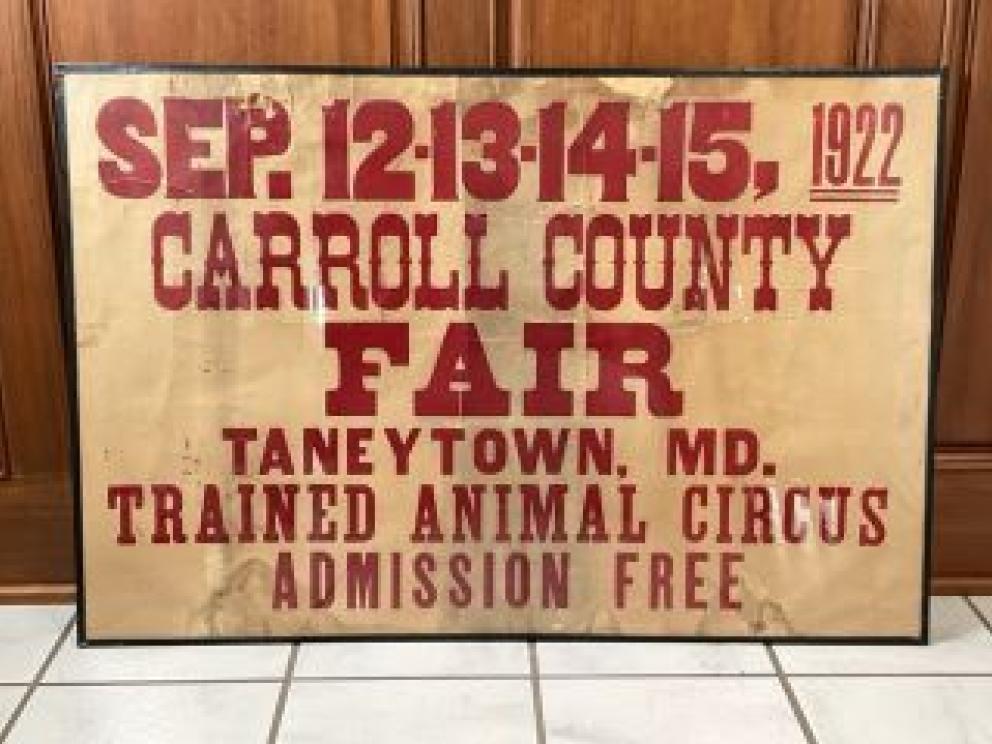 SEP. 12-13-14-15, 1922
CARROLL COUNTY
FAIR
TANEYTOWN, MD.
TRAINED ANIMAL CIRCUS
ADMISSION FREE